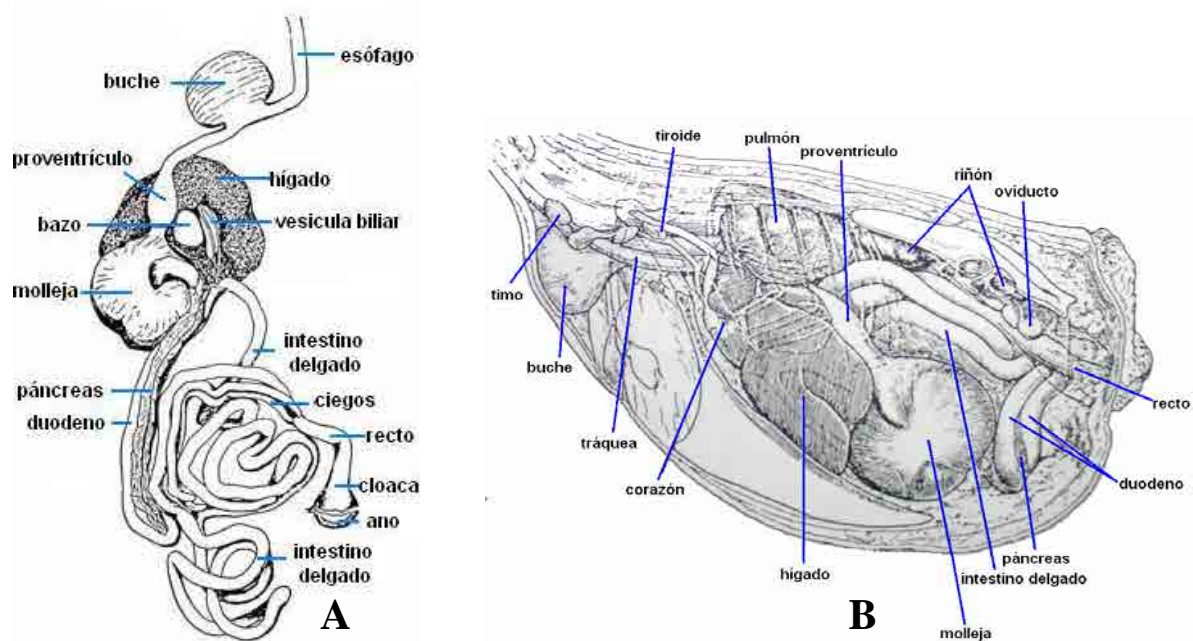 esófago
buche
proventrículo
hígado
bazo
vesicula biliar
molleja
intestino
delgado
páncreas
ciegos
duodeno
recto
cloaca
ano
intestino
delgado
A
tiroide
pulmón
proventrículo
riñón
oviducto
timo
buche
recto
tráquea
duodeno
corazón
páncreas
hígado
intestino delgado
B
molleja